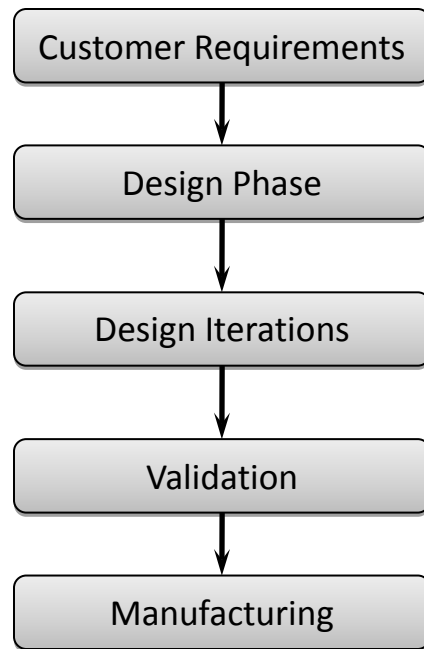 Customer Requirements
Design Phase
Design Iterations
Validation
Manufacturing